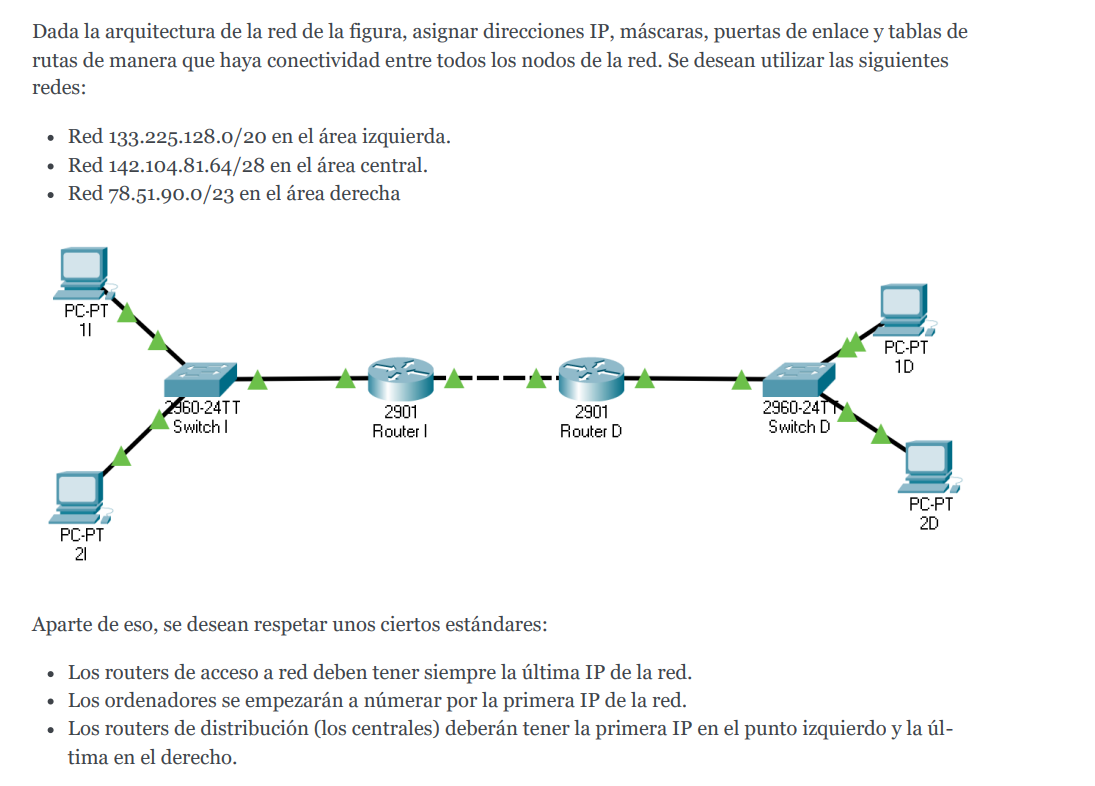 Dada la arquitectura de la red de la figura, asignar direcciones IP, máscaras, puertas de enlace y tablas de
rutas de manera que haya conectividad entre todos los nodos de la red. Se desean utilizar las siguientes
redes:
• Red 133.225.128.0/20 en el área izquierda.
• Red 142.104.81.64/28 en el área central.
• Red 78.51.90.0/23 en el área derecha
PC-PT
1I
PC-PT
1D
2960-24TT
Switch I
2901
Router I
2901
Router D
2960-24TT
Switch D
PC-PT
2I
PC-PT
2D
Aparte de eso, se desean respetar unos ciertos estándares:
• Los routers de acceso a red deben tener siempre la última IP de la red.
• Los ordenadores se empezarán a númerar por la primera IP de la red.
• Los routers de distribución (los centrales) deberán tener la primera IP en el punto izquierdo y la úl-
tima en el derecho.